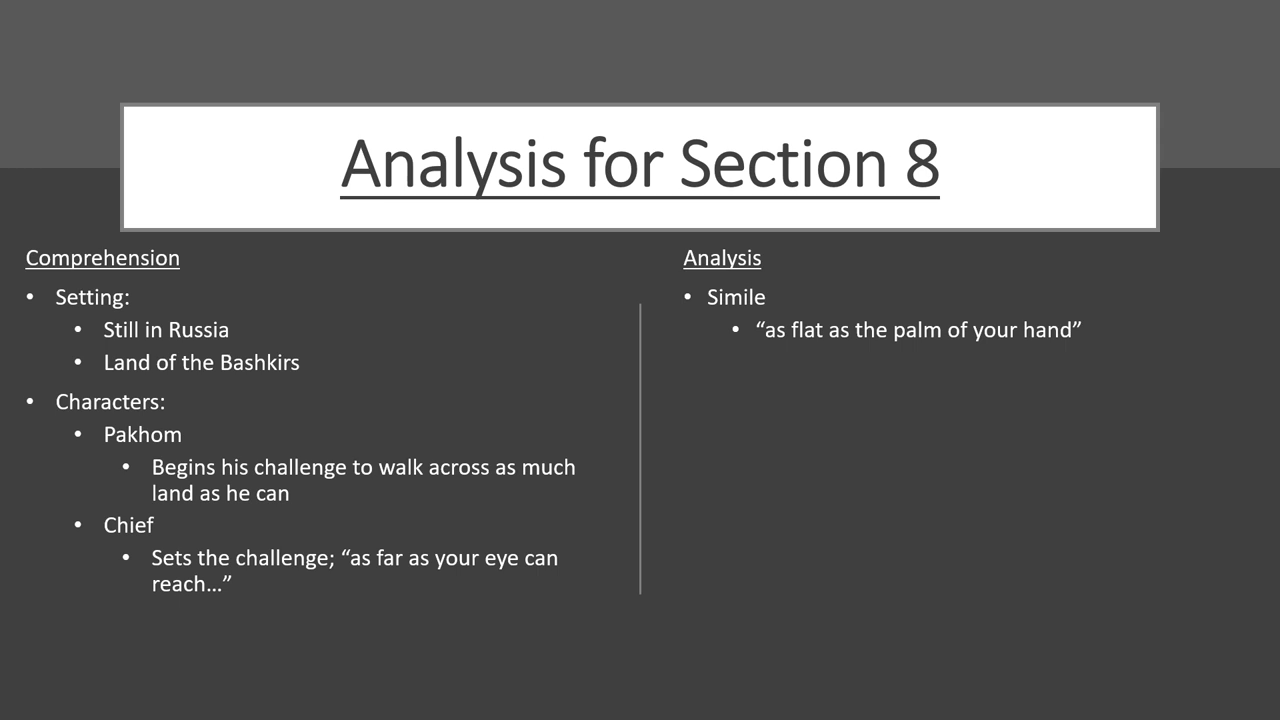 Analysis for Section 8
Comprehension
• Setting:
• Still in Russia
• Land of the Bashkirs
• Characters:
• Pakhom
• Begins his challenge to walk across as much
land as he can
• Chief
• Sets the challenge; “as far as your eye can
reach…”
Analysis
• Simile
• “as flat as the palm of your hand”